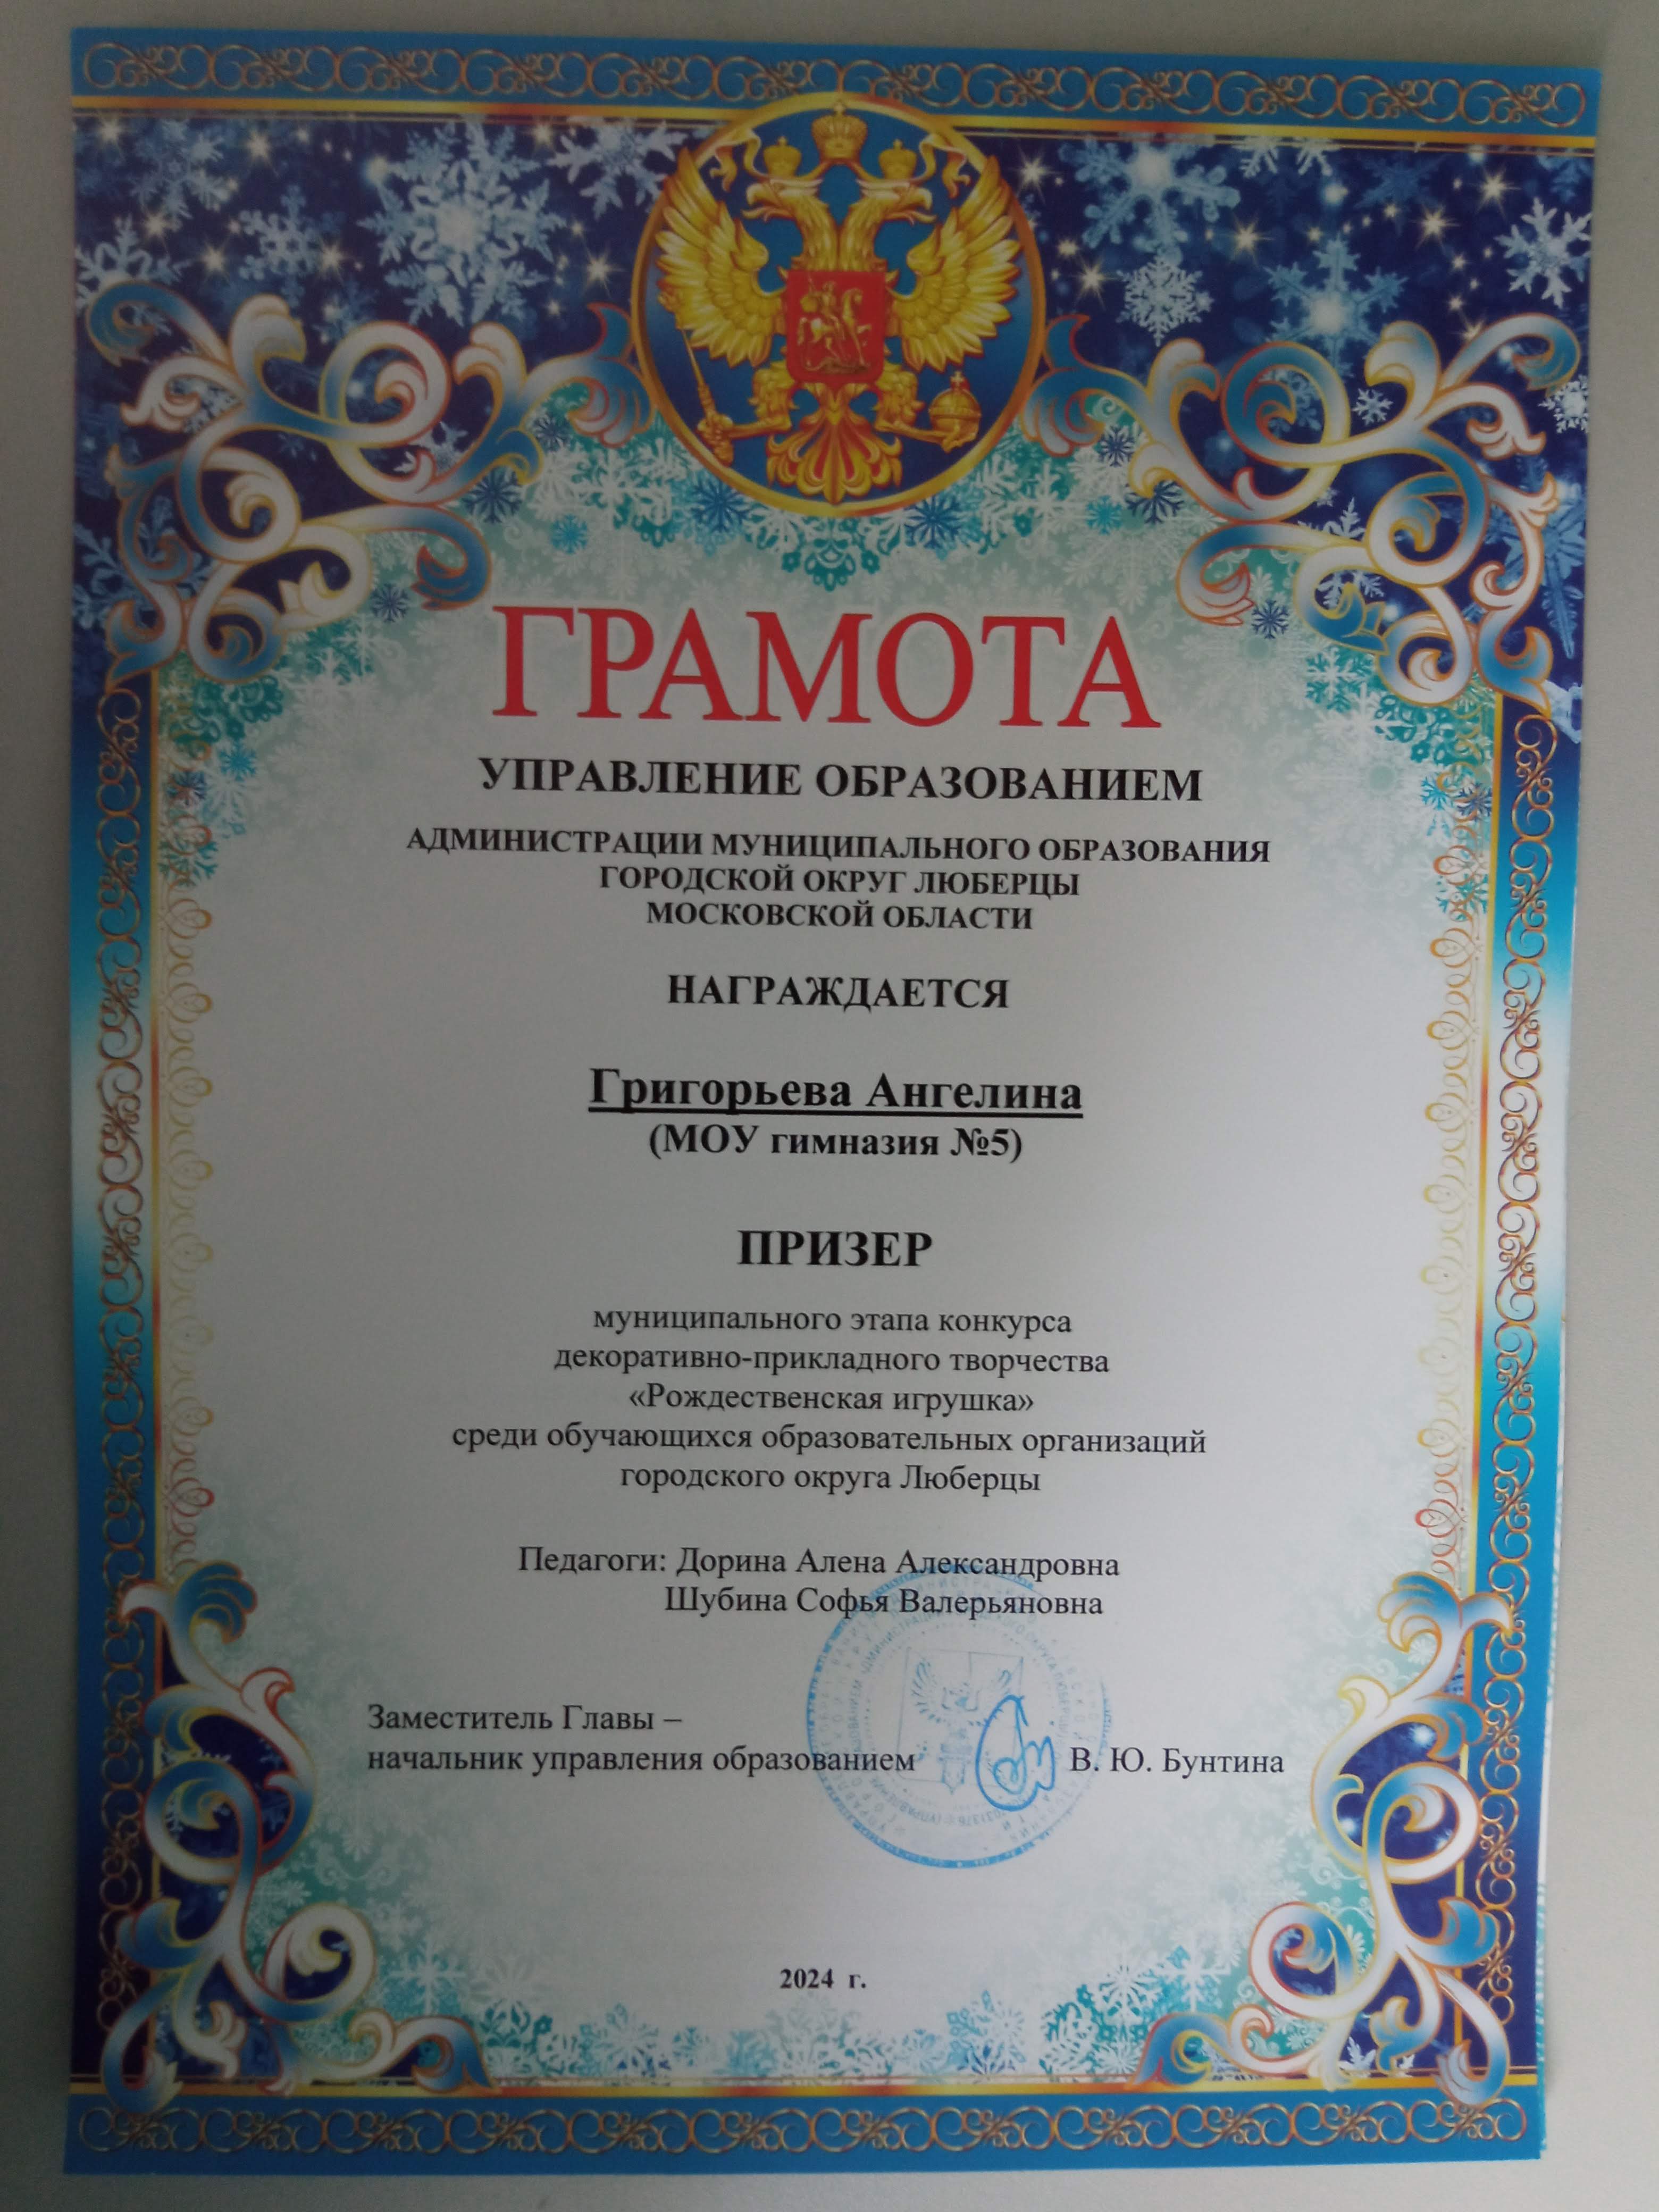 ГРАМОТА
УПРАВЛЕНИЕ ОБРАЗОВАНИЕМ
АДМИНИСТРАЦИИ МУНИЦИПАЛЬНОГО ОБРАЗОВАНИЯ
ГОРОДСКОЙ ОКРУГ ЛЮБЕРЦЫ
МОСКОВСКОЙ ОБЛАСТИ
НАГРАЖДАЕТСЯ
Григорьева Ангелина
(МОУ гимназия №5)
ПРИЗЕР
муниципального этапа конкурса
декоративно-прикладного творчества
«Рождественская игрушка»
среди обучающихся образовательных организаций
городского округа Люберцы
Педагоги: Дорина Алена Александровна
Шубина Софья Валерьяновна
Заместитель Главы –
начальник управления образованием В. Ю. Бунтина
2024 г.